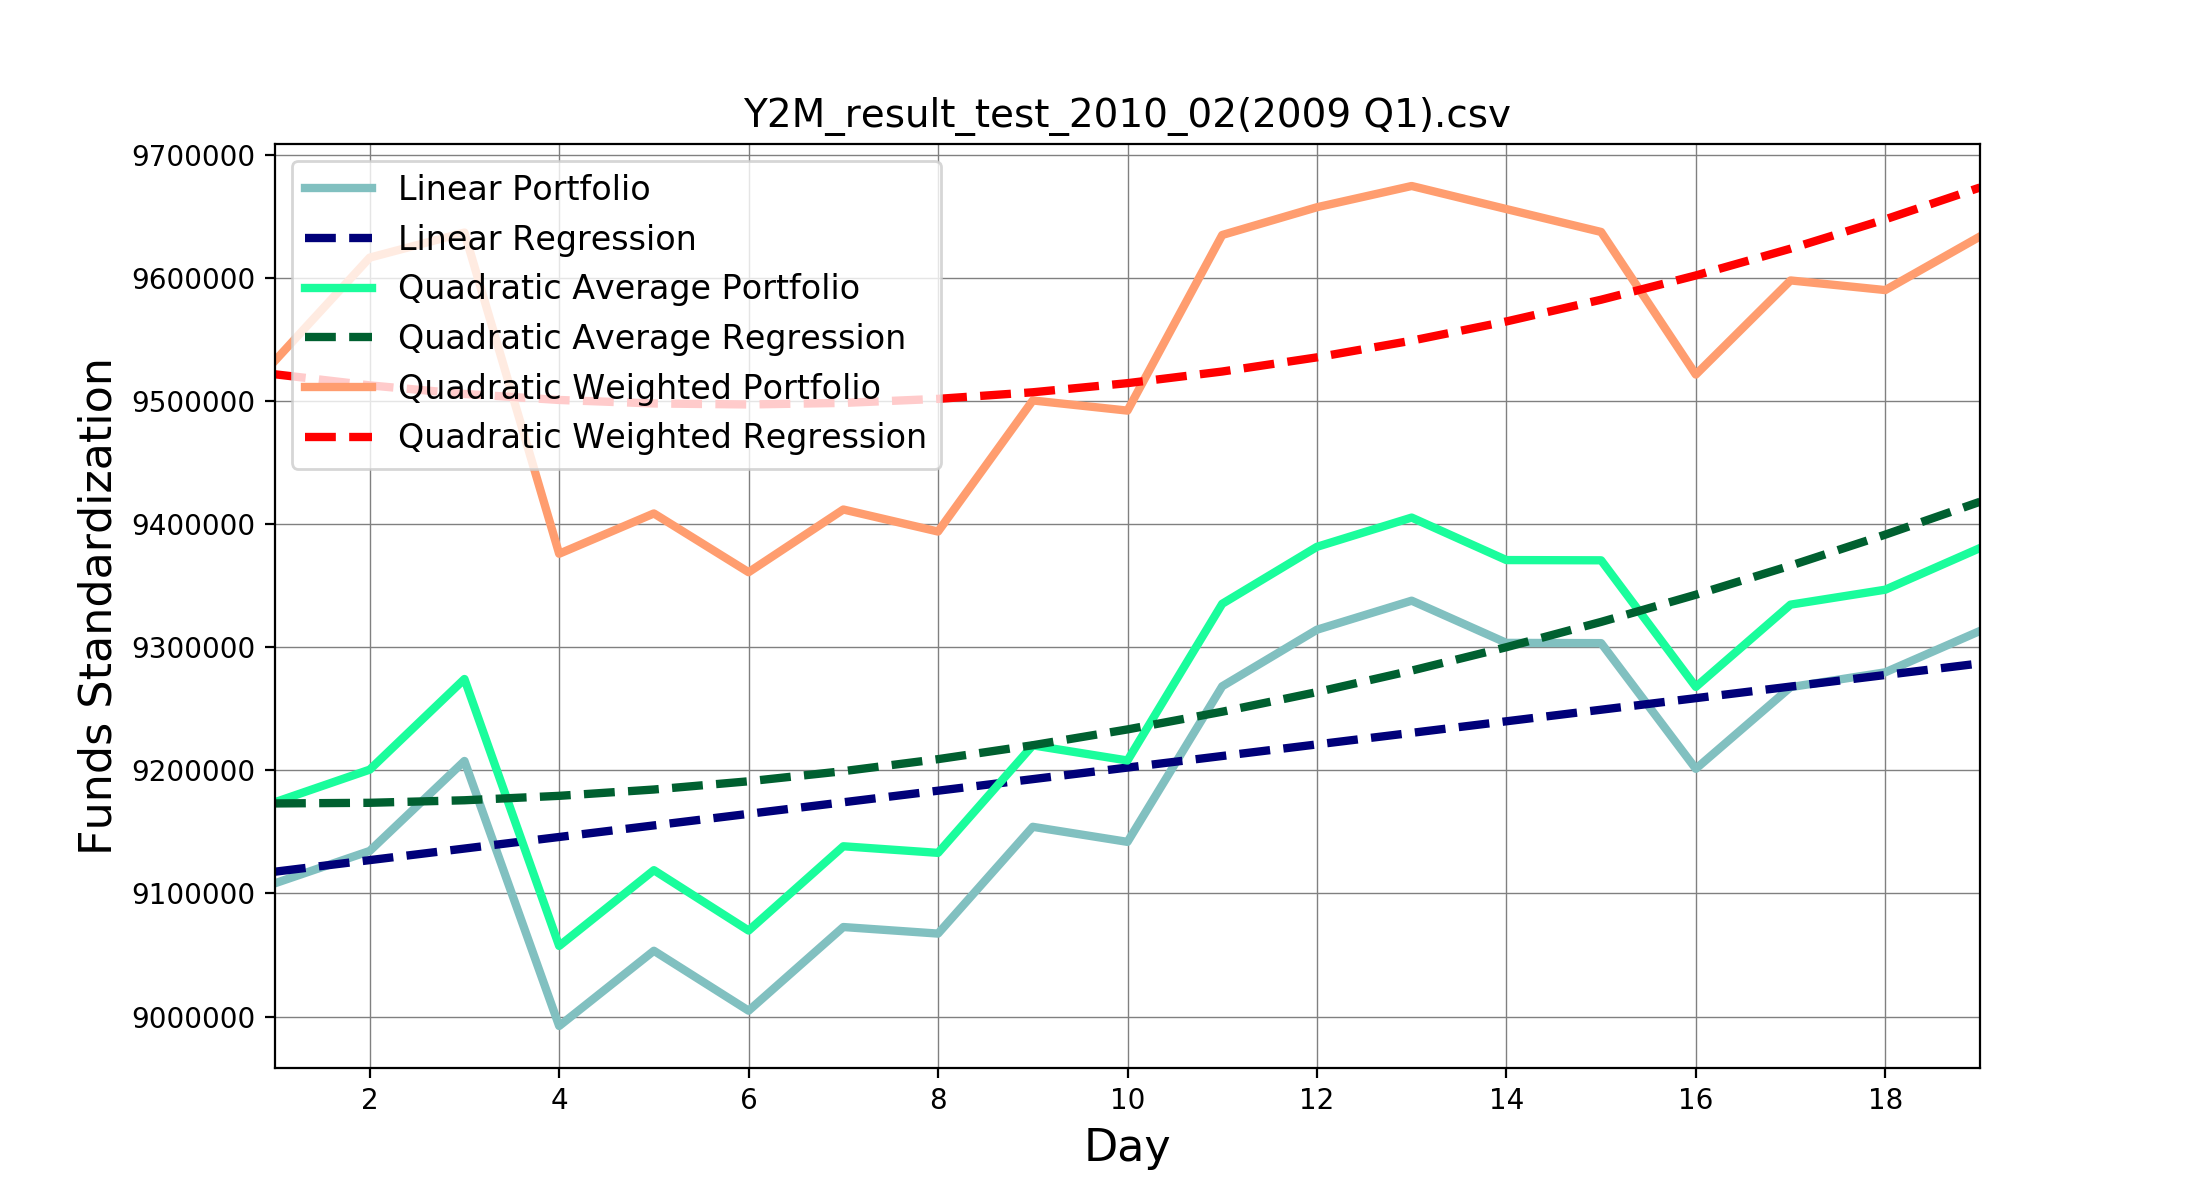 Y2M_result_test_2010_02(2009 Q1).csv
9700000
9600000
9500000
9400000
9300000
9200000
9100000
9000000
Funds Standardization
Linear Portfolio
Linear Regression
Quadratic Average Portfolio
Quadratic Average Regression
Quadratic Weighted Portfolio
Quadratic Weighted Regression
2 4 6 8 10 12 14 16 18
Day